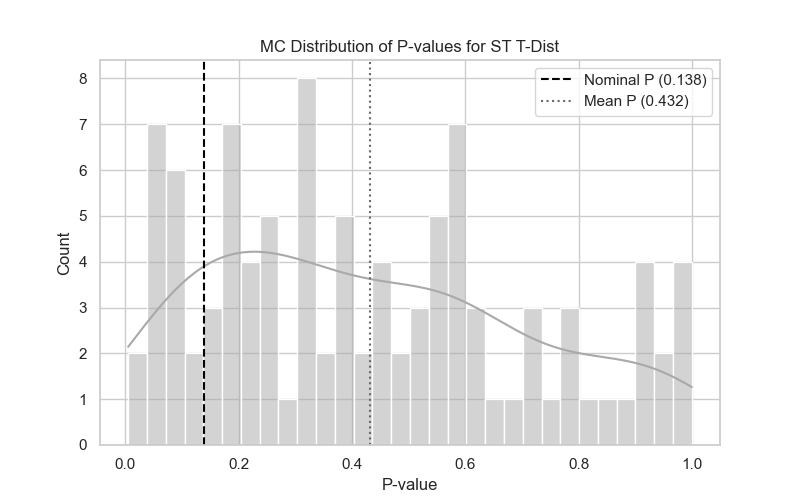 MC Distribution of P-values for ST T-Dist
Nominal P (0.138)
Mean P (0.432)
Count
8
7
6
5
4
3
2
1
0
0.0 0.2 0.4 0.6 0.8 1.0
P-value